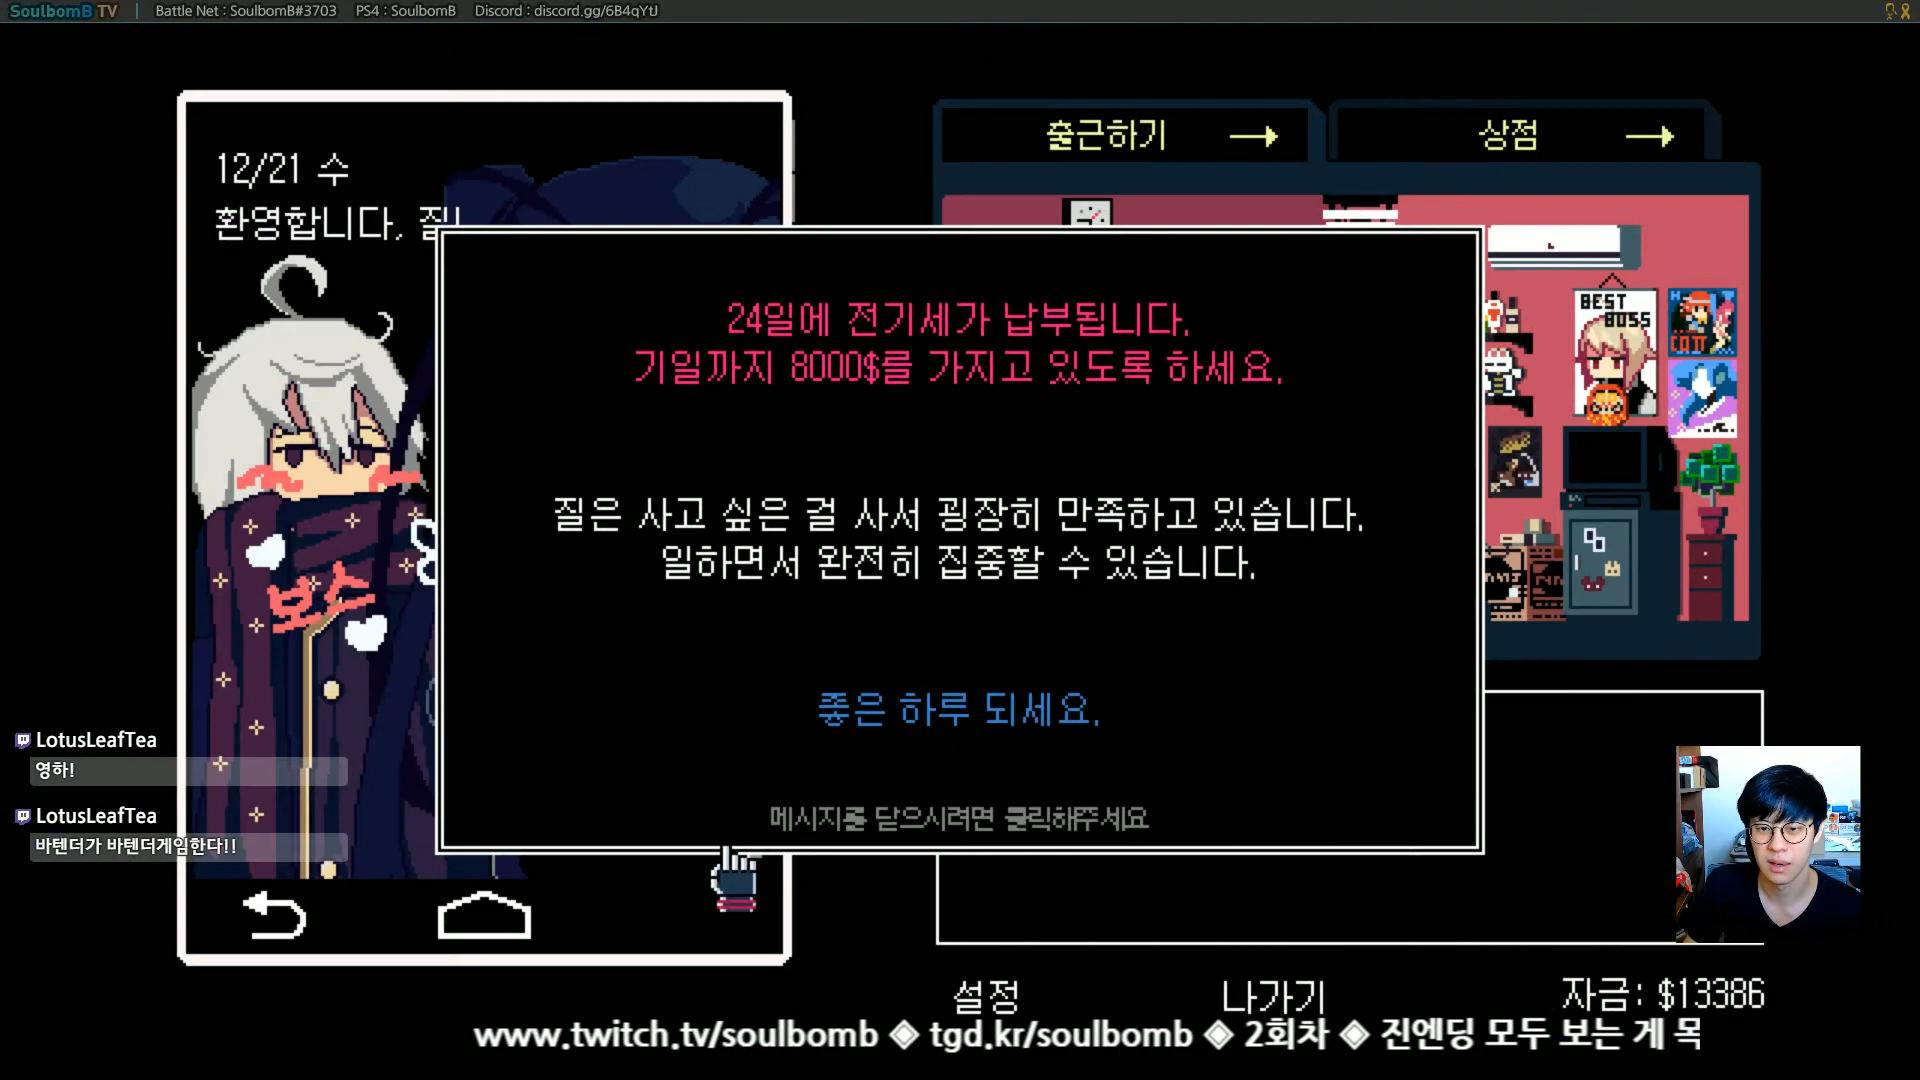 SoulbomB TV | Battle Net : SoulbomB#3703 PS4 : SoulbomB Discord : discord.gg/6B4qYtJ
출근하기 →
상점 →
12/21 수
환영합니다, 질!
24일에 전기세가 납부됩니다.
기일까지 8000$를 가지고 있도록 하세요.
질은 사고 싶은 걸 사서 굉장히 만족하고 있습니다.
일하면서 완전히 집중할 수 있습니다.
좋은 하루 되세요.
메시지를 닫으시려면 클릭해주세요
BEST
BOSS
보스
LotusLeafTea
영하!
LotusLeafTea
바텐더가 바텐더게임한다!!
설정
나가기
자금: $13386
www.twitch.tv/soulbomb ◈ tgd.kr/soulbomb ◈ 2회차 ◈ 진엔딩 모두 보는 게 목